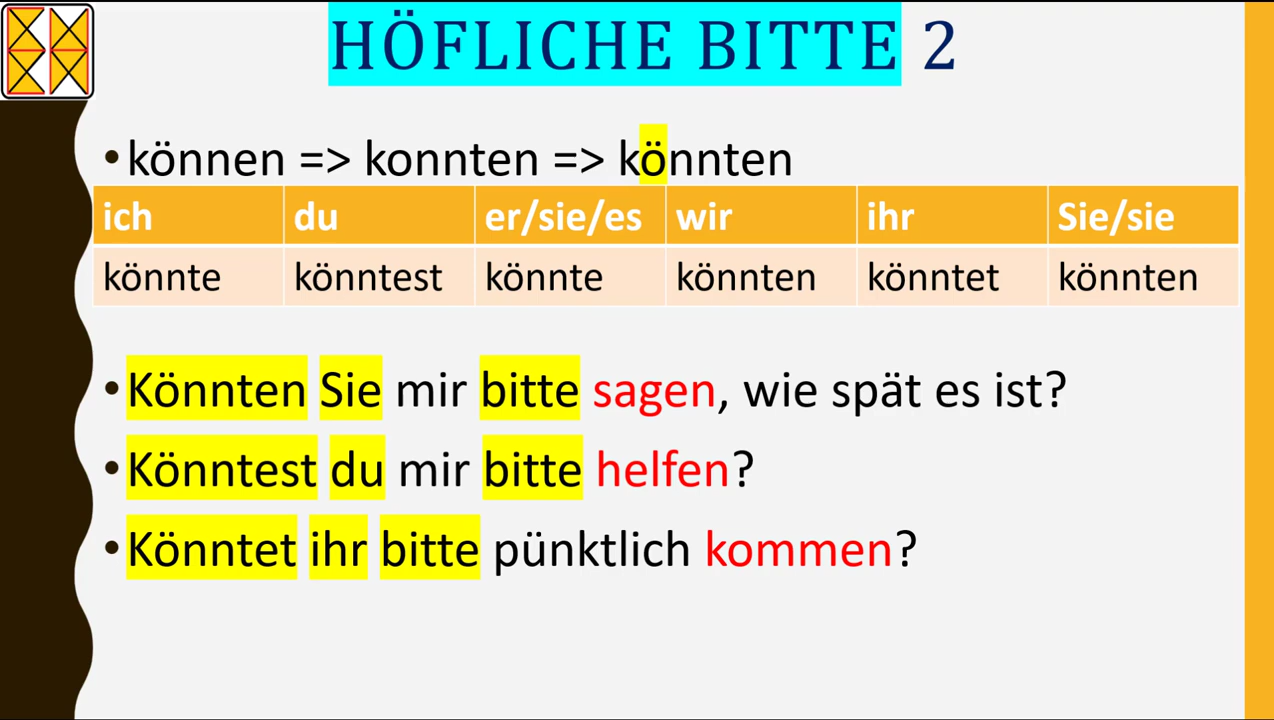 HÖFLICHE BITTE 2
•können => konnten => könnten
ich du er/sie/es wir ihr Sie/sie
könnte könntest könnte könnten könntet könnten
•Könnten Sie mir bitte sagen, wie spät es ist?
•Könntest du mir bitte helfen?
•Könntet ihr bitte pünktlich kommen?